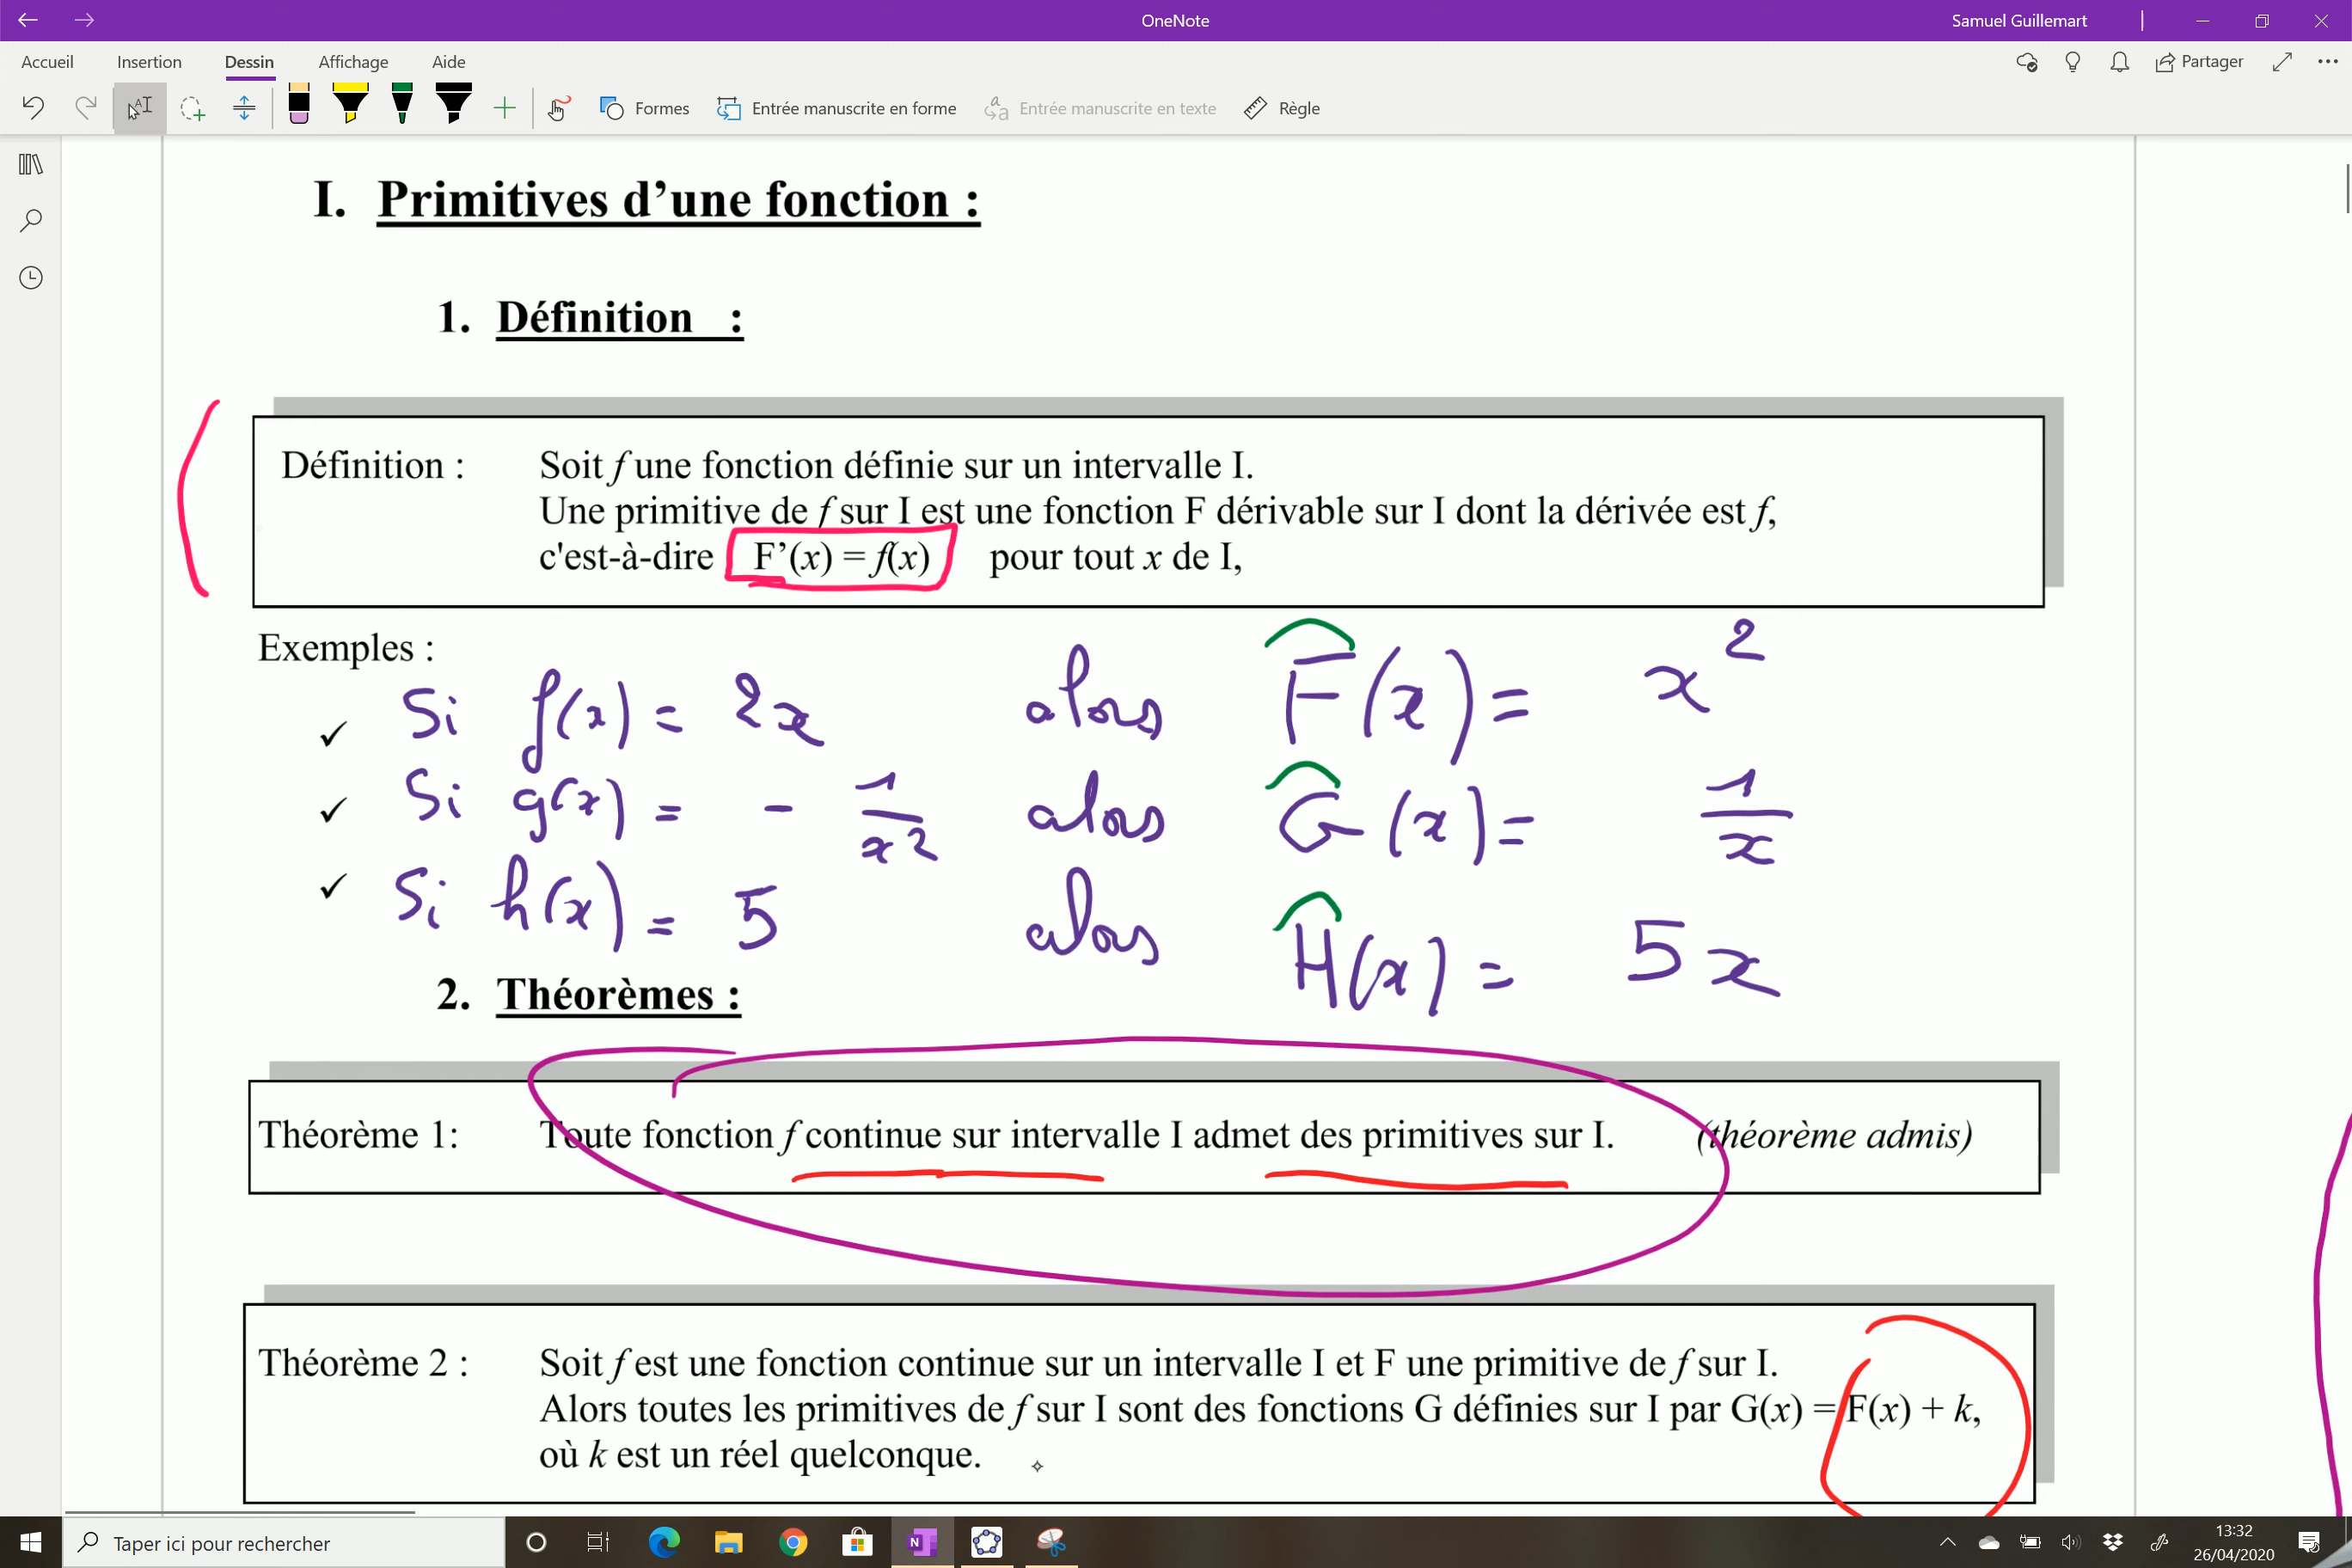 OneNote
Samuel Guillemart
Accueil Insertion Dessin Affichage Aide
Partager
Formes Entrée manuscrite en forme Entrée manuscrite en texte Règle
I. Primitives d’une fonction :
1. Définition :
Définition : Soit f une fonction définie sur un intervalle I.
Une primitive de f sur I est une fonction F dérivable sur I dont la dérivée est f,
c'est-à-dire F’(x) = f(x) pour tout x de I,
Exemples :
✓ Si f(x) = 2x alors F(x) = x²
✓ Si g(x) = - 1/x² alors G(x) = 1/x
✓ Si h(x) = 5 alors H(x) = 5x
2. Théorèmes :
Théorème 1: Toute fonction f continue sur intervalle I admet des primitives sur I. (théorème admis)
Théorème 2 : Soit f est une fonction continue sur un intervalle I et F une primitive de f sur I.
Alors toutes les primitives de f sur I sont des fonctions G définies sur I par G(x) = F(x) + k,
où k est un réel quelconque.
Taper ici pour rechercher
13:32
26/04/2020